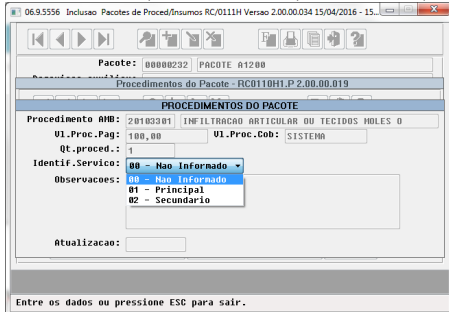 06.9.5556 Inclusao Pacotes de Proced/Insumos RC/0111H Versao 2.00.00.034 15/04/2016 - 15...
Pacote: 00000232 PACOTE A1200
Procedimentos do Pacote - RC0110H1.P 2.00.00.019
PROCEDIMENTOS DO PACOTE
Procedimento AMB: 20103301 INFILTRACAO ARTICULAR OU TECIDOS MOLES O
Vl.Proc.Pag: 100,00 Vl.Proc.Cob: SISTEMA
Qt.proced.: 1
Identif.Servico: 00 - Nao Informado
Observacoes: 00 - Nao Informado
01 - Principal
02 - Secundario
Atualizacao:
Entre os dados ou pressione ESC para sair.